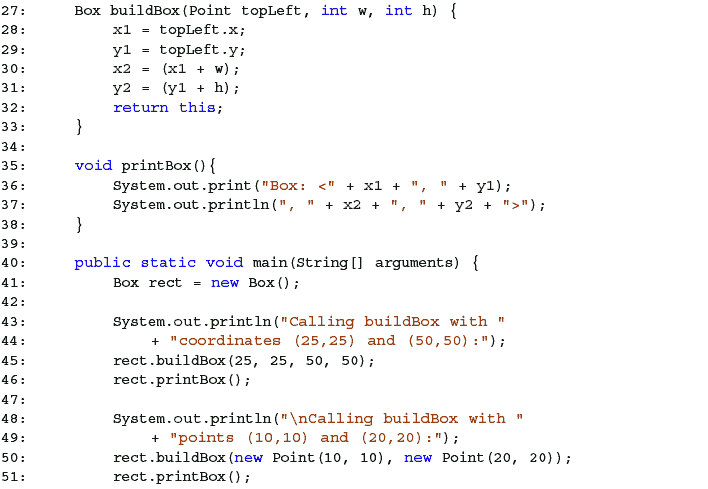 27:     Box buildBox(Point topLeft, int w, int h) {
28:         x1 = topLeft.x;
29:         y1 = topLeft.y;
30:         x2 = (x1 + w);
31:         y2 = (y1 + h);
32:         return this;
33:     }
34:
35:     void printBox(){
36:         System.out.print("Box: <" + x1 + ", " + y1);
37:         System.out.println(", " + x2 + ", " + y2 + ">");
38:     }
39:
40:     public static void main(String[] arguments) {
41:         Box rect = new Box();
42:
43:         System.out.println("Calling buildBox with "
44:             + "coordinates (25,25) and (50,50):");
45:         rect.buildBox(25, 25, 50, 50);
46:         rect.printBox();
47:
48:         System.out.println("\nCalling buildBox with "
49:             + "points (10,10) and (20,20):");
50:         rect.buildBox(new Point(10, 10), new Point(20, 20));
51:         rect.printBox();